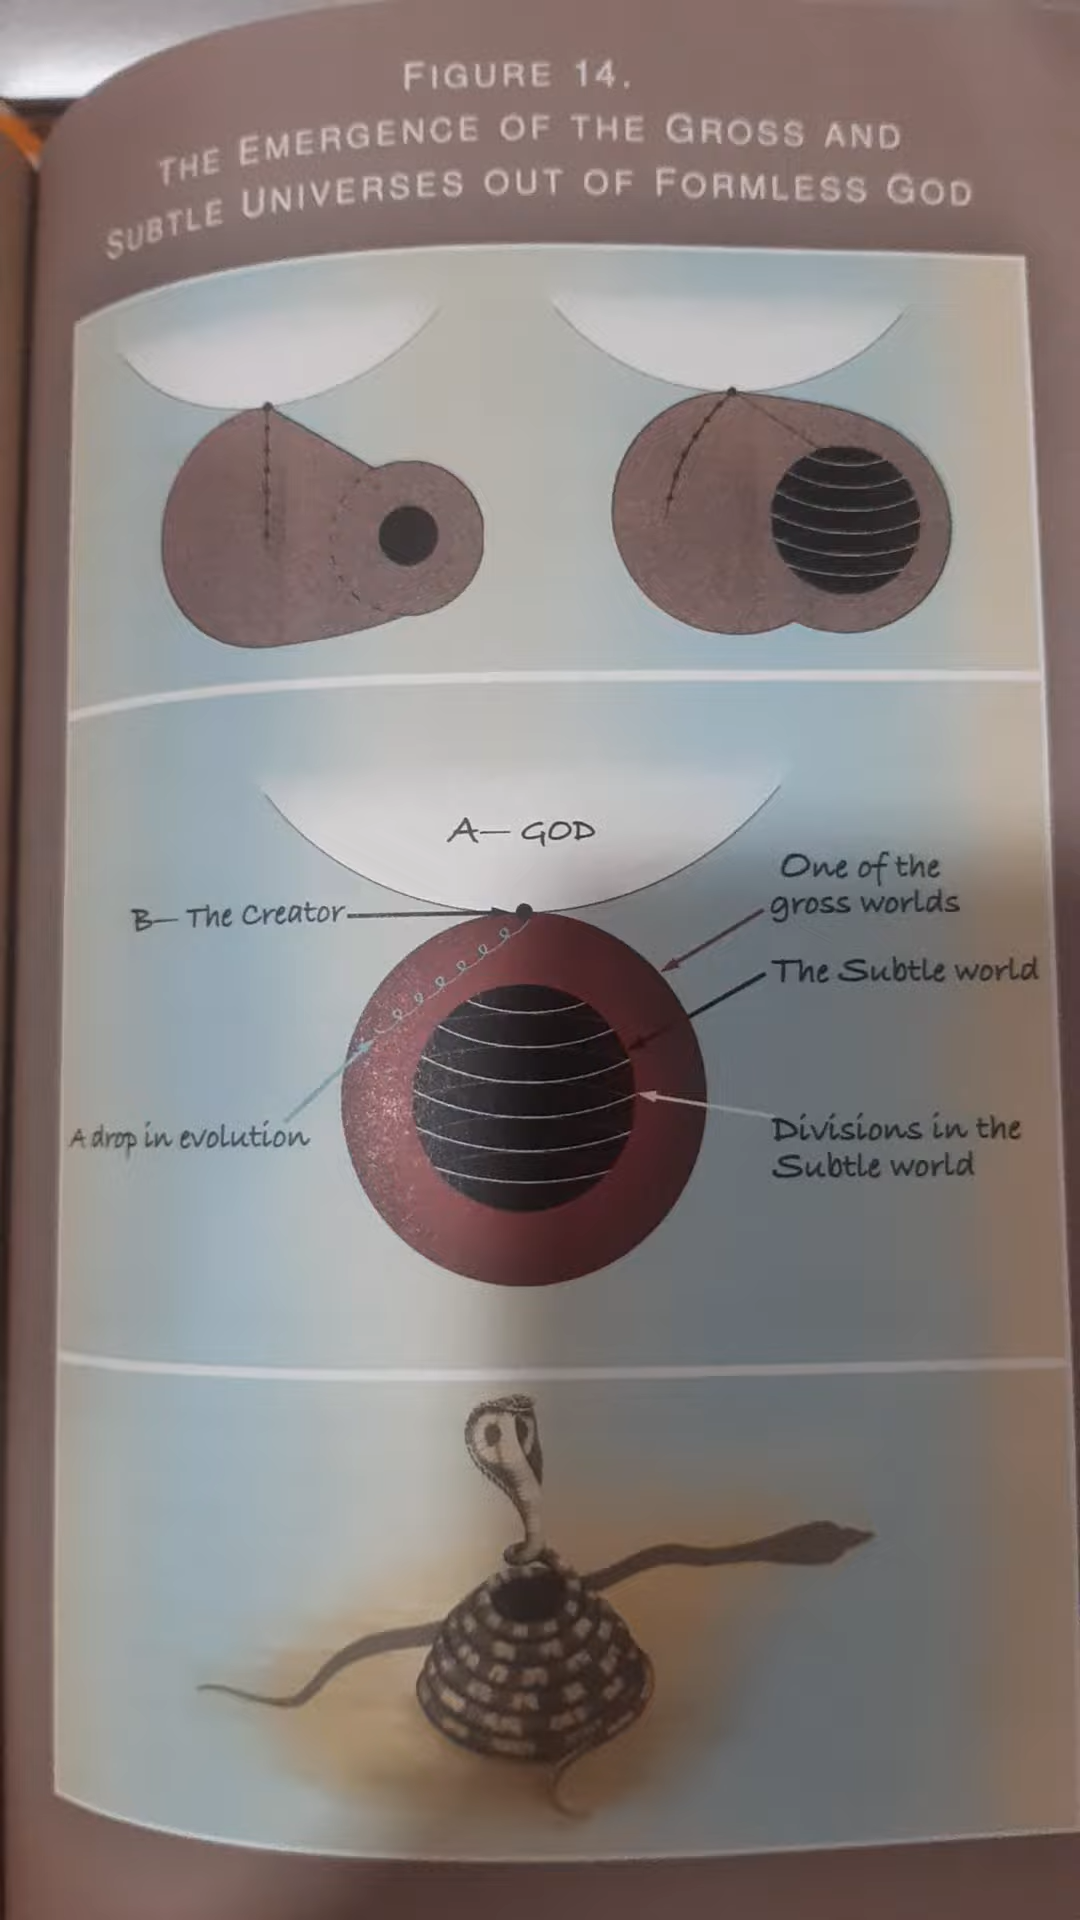 FIGURE 14.
THE EMERGENCE OF THE GROSS AND
SUBTLE UNIVERSES OUT OF FORMLESS GOD
A— GOD
B— The Creator
One of the
gross worlds
The Subtle world
A drop in evolution
Divisions in the
Subtle world